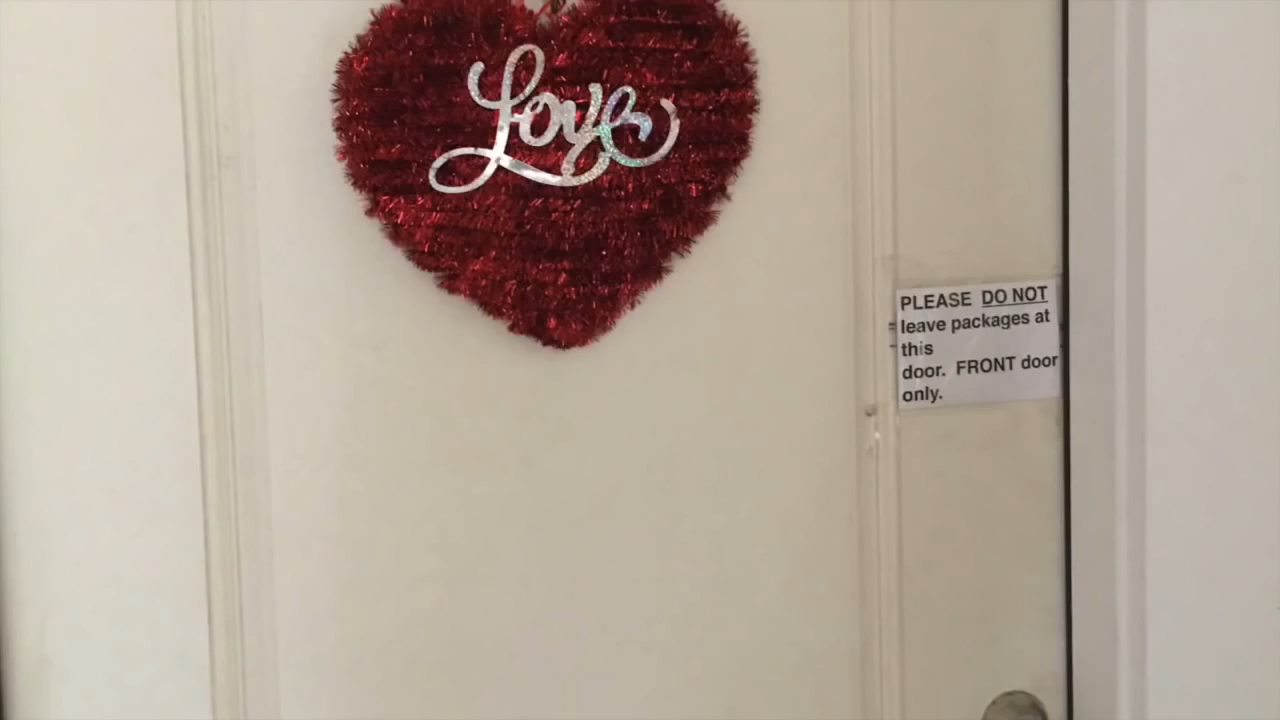 Love
PLEASE DO NOT
leave packages at
this
door. FRONT door
only.